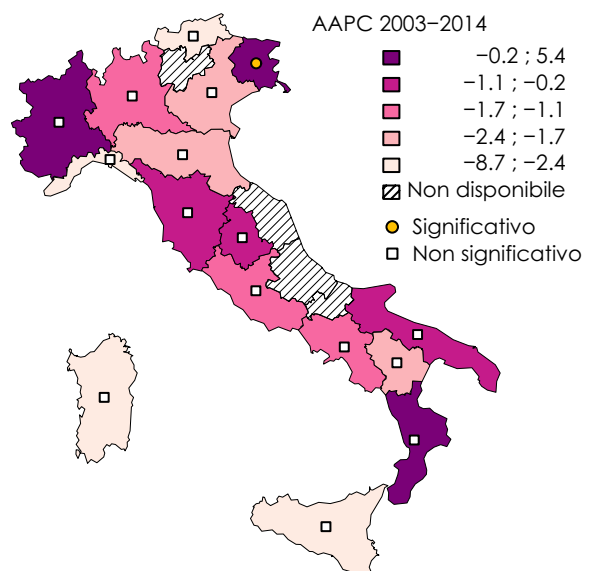 AAPC 2003−2014
−0.2 ; 5.4
−1.1 ; −0.2
−1.7 ; −1.1
−2.4 ; −1.7
−8.7 ; −2.4
Non disponibile
Significativo
Non significativo